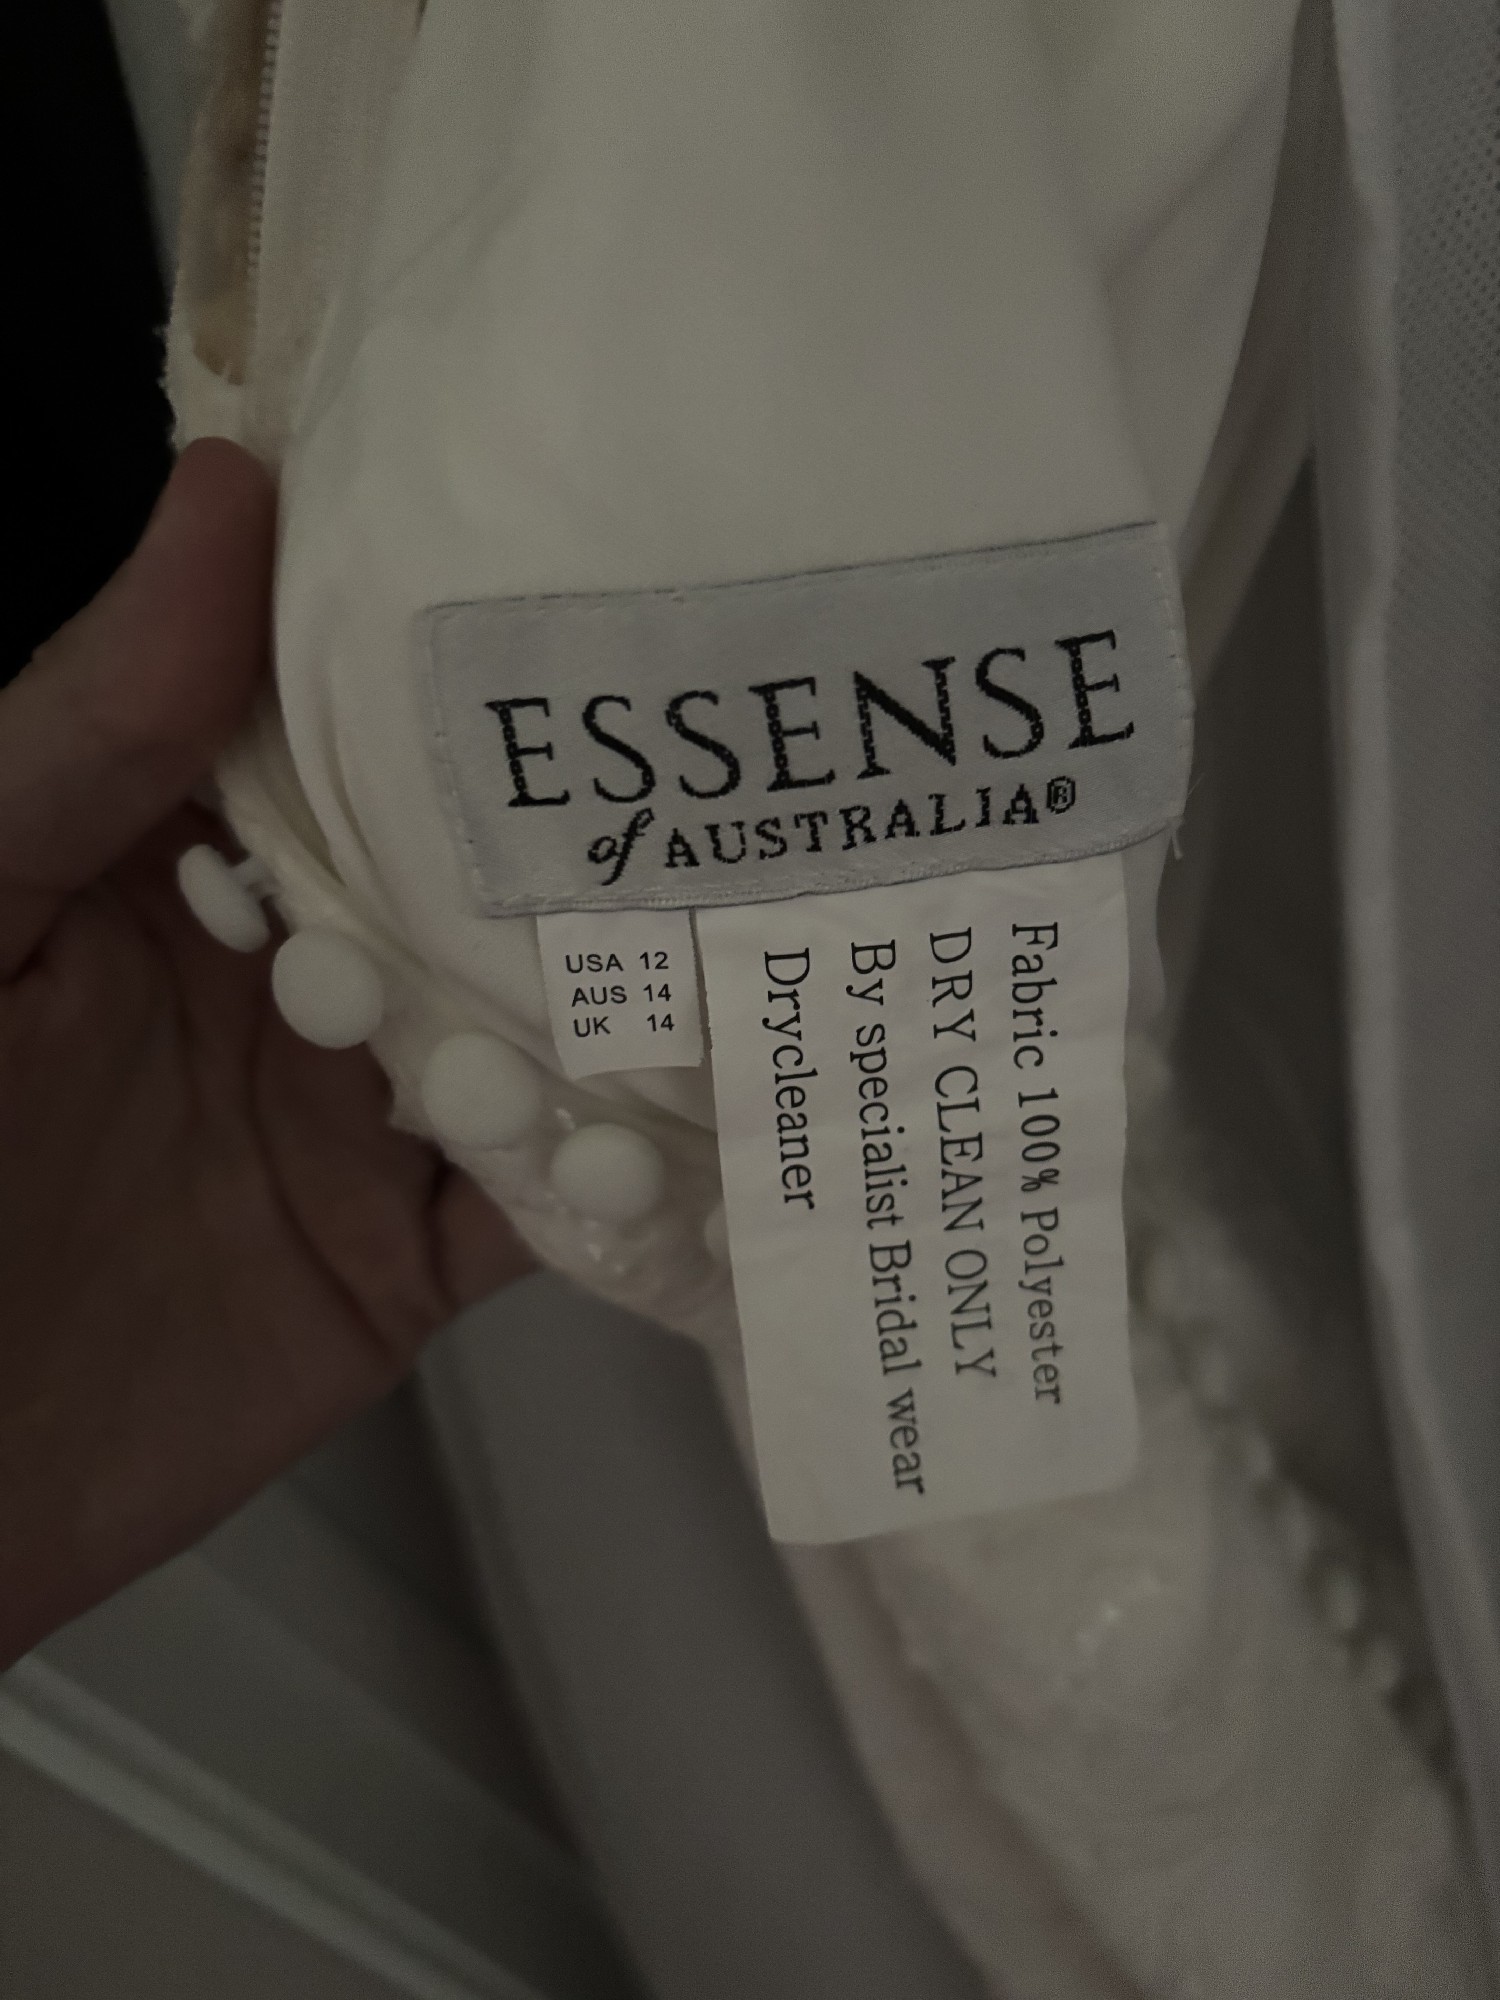 ESSENSE
of AUSTRALIA®
USA 12
AUS 14
UK 14
Fabric 100% Polyester
DRY CLEAN ONLY
By specialist Bridal wear
Drycleaner